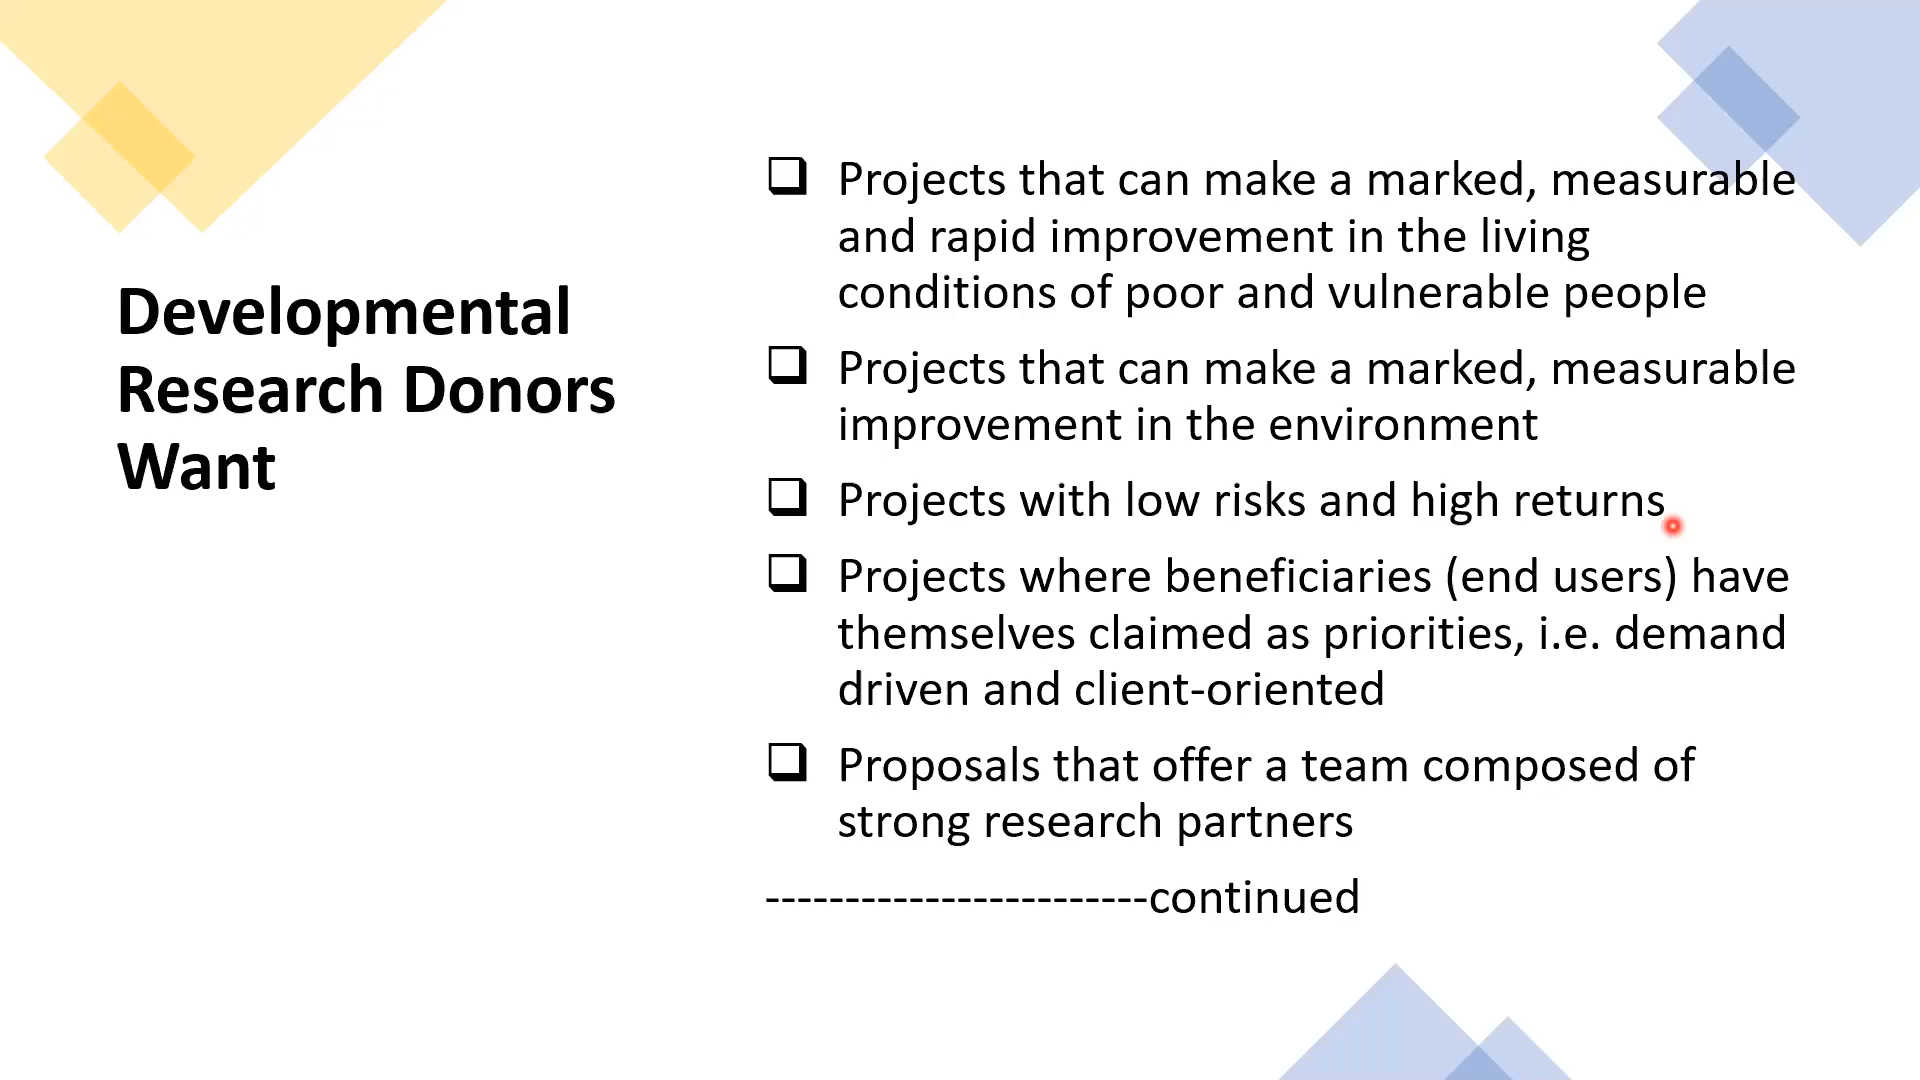 Developmental
Research Donors
Want
Projects that can make a marked, measurable
and rapid improvement in the living
conditions of poor and vulnerable people
Projects that can make a marked, measurable
improvement in the environment
Projects with low risks and high returns
Projects where beneficiaries (end users) have
themselves claimed as priorities, i.e. demand
driven and client-oriented
Proposals that offer a team composed of
strong research partners
------------------------continued